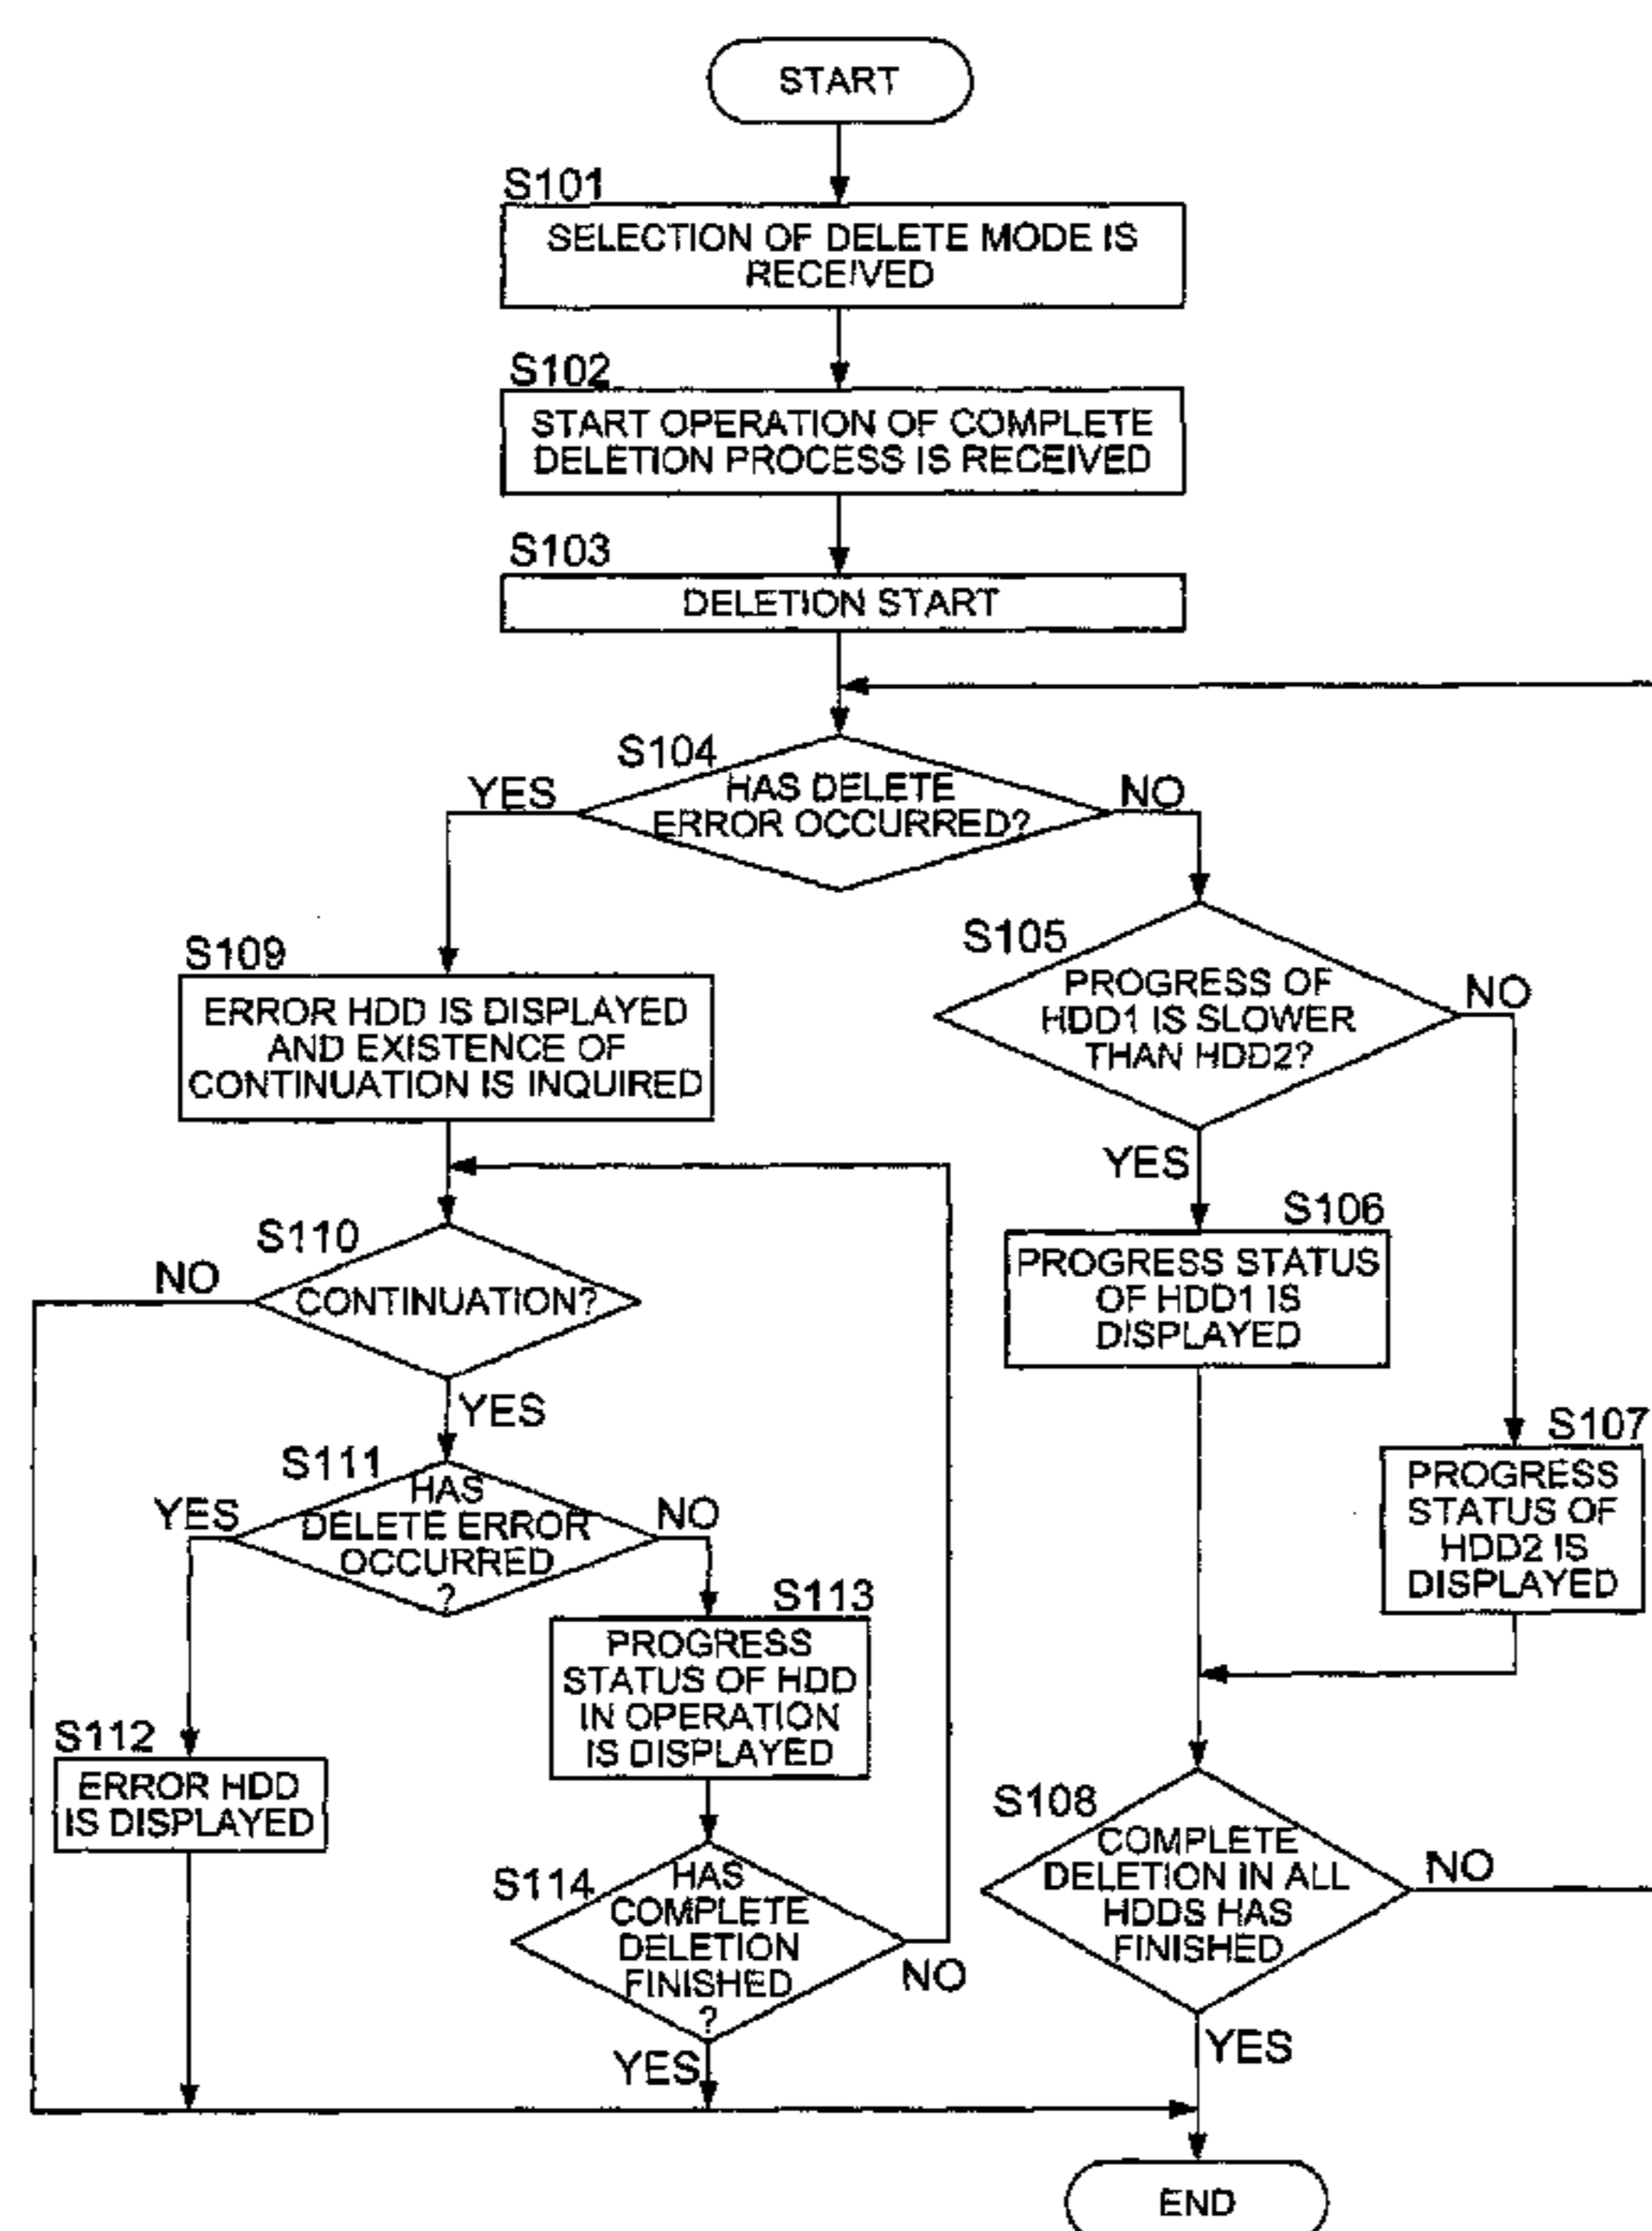 START
S101
SELECTION OF DELETE MODE IS
RECEIVED
S102
START OPERATION OF COMPLETE
DELETION PROCESS IS RECEIVED
S103
DELETION START
S104
HAS DELETE
ERROR OCCURRED?
YES
NO
S105
PROGRESS OF
HDD1 IS SLOWER
THAN HDD2?
NO
YES
S106
PROGRESS STATUS
OF HDD1 IS
DISPLAYED
S107
PROGRESS
STATUS OF
HDD2 IS
DISPLAYED
S108
COMPLETE
DELETION IN ALL
HDDS HAS
FINISHED
NO
YES
S109
ERROR HDD IS DISPLAYED
AND EXISTENCE OF
CONTINUATION IS INQUIRED
S110
CONTINUATION?
NO
YES
S111
HAS
DELETE ERROR
OCCURRED
?
YES
NO
S112
ERROR HDD
IS DISPLAYED
S113
PROGRESS
STATUS OF HDD
IN OPERATION
IS DISPLAYED
S114
HAS
COMPLETE
DELETION
FINISHED
?
NO
YES
END